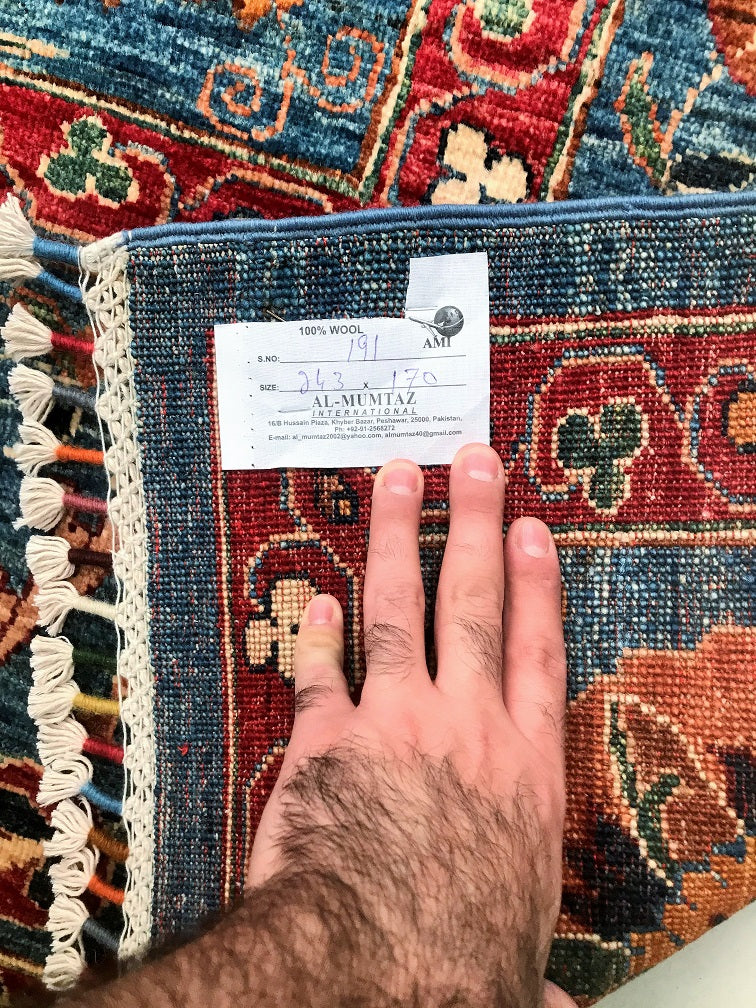 100% WOOL
AMI
S.NO: 191
SIZE: 243 x 170
AL-MUMTAZ
INTERNATIONAL
16/B Hussain Plaza, Khyber Bazar, Peshawar, 25000, Pakistan,
Ph: +92-91-2568272
E-mail: al_mumtaz2002@yahoo.com, almumtaz40@gmail.com